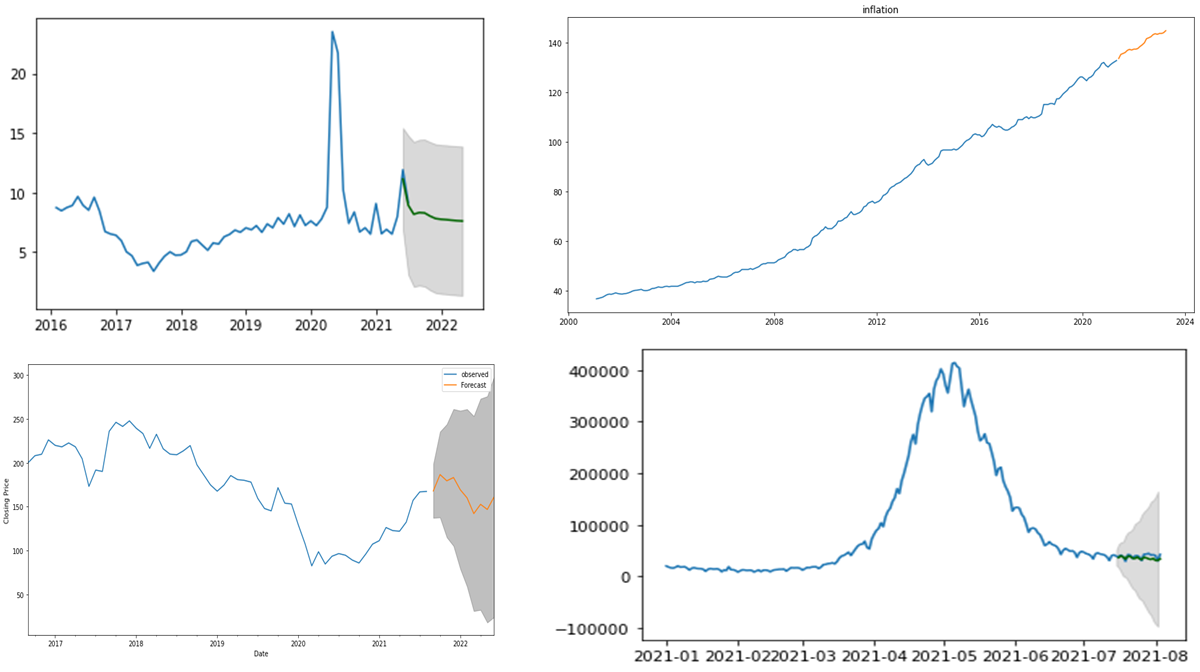 20
15
10
5
2016 2017 2018 2019 2020 2021 2022
inflation
140
120
100
80
60
40
2000 2004 2008 2012 2016 2020 2024
observed
Forecast
300
250
200
150
100
50
Closing Price
2017 2018 2019 2020 2021 2022
Date
400000
300000
200000
100000
0
−100000
2021-01 2021-02 2021-03 2021-04 2021-05 2021-06 2021-07 2021-08